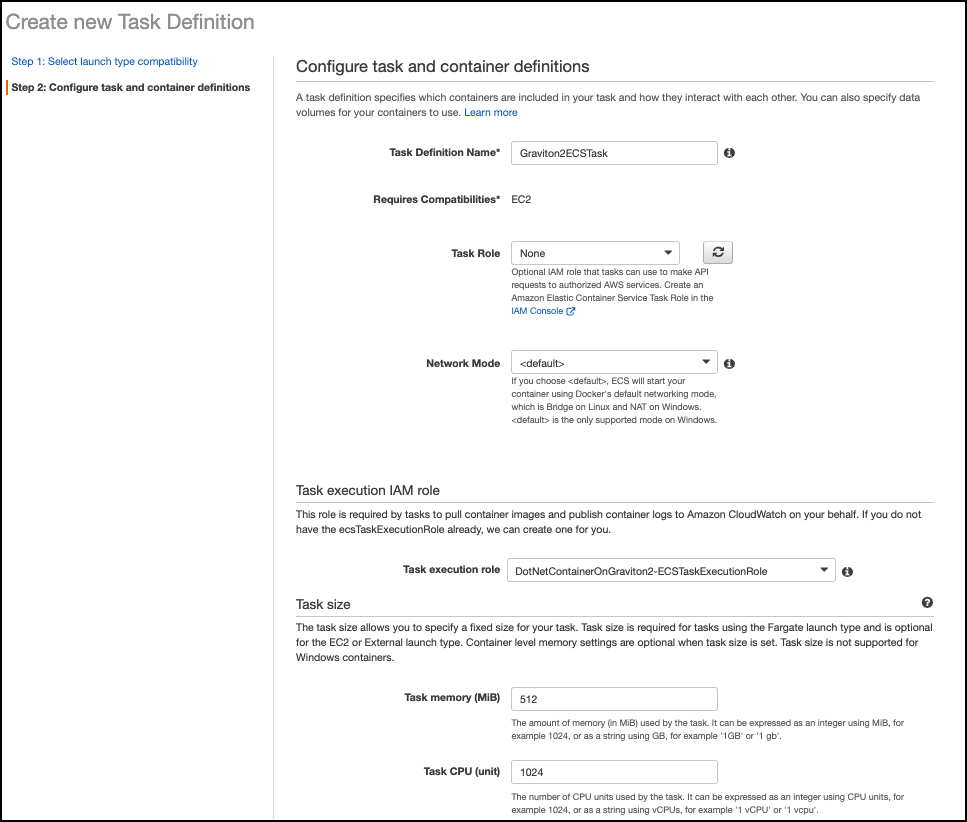 Create new Task Definition
Step 1: Select launch type compatibility
Step 2: Configure task and container definitions
Configure task and container definitions
A task definition specifies which containers are included in your task and how they interact with each other. You can also specify data
volumes for your containers to use. Learn more
Task Definition Name* Graviton2ECSTask
Requires Compatibilities* EC2
Task Role None
Optional IAM role that tasks can use to make API
requests to authorized AWS services. Create an
Amazon Elastic Container Service Task Role in the
IAM Console
Network Mode <default>
If you choose <default>, ECS will start your
container using Docker's default networking mode,
which is Bridge on Linux and NAT on Windows.
<default> is the only supported mode on Windows.
Task execution IAM role
This role is required by tasks to pull container images and publish container logs to Amazon CloudWatch on your behalf. If you do not
have the ecsTaskExecutionRole already, we can create one for you.
Task execution role DotNetContainerOnGraviton2-ECSTaskExecutionRole
Task size
The task size allows you to specify a fixed size for your task. Task size is required for tasks using the Fargate launch type and is optional
for the EC2 or External launch type. Container level memory settings are optional when task size is set. Task size is not supported for
Windows containers.
Task memory (MiB) 512
The amount of memory (in MiB) used by the task. It can be expressed as an integer using MiB, for
example 1024, or as a string using GB, for example '1GB' or '1 gb'.
Task CPU (unit) 1024
The number of CPU units used by the task. It can be expressed as an integer using CPU units, for
example 1024, or as a string using vCPUs, for example '1 vCPU' or '1 vcpu'.